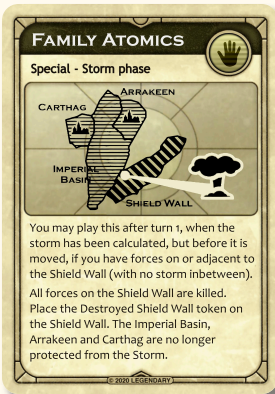 Family Atomics
Special - Storm phase
Arrakeen
Carthag
Imperial
Basin
Shield Wall
You may play this after turn 1, when the
storm has been calculated, but before it is
moved, if you have forces on or adjacent to
the Shield Wall (with no storm inbetween).
All forces on the Shield Wall are killed.
Place the Destroyed Shield Wall token on
the Shield Wall. The Imperial Basin,
Arrakeen and Carthag are no longer
protected from the Storm.
© 2020 LEGENDARY